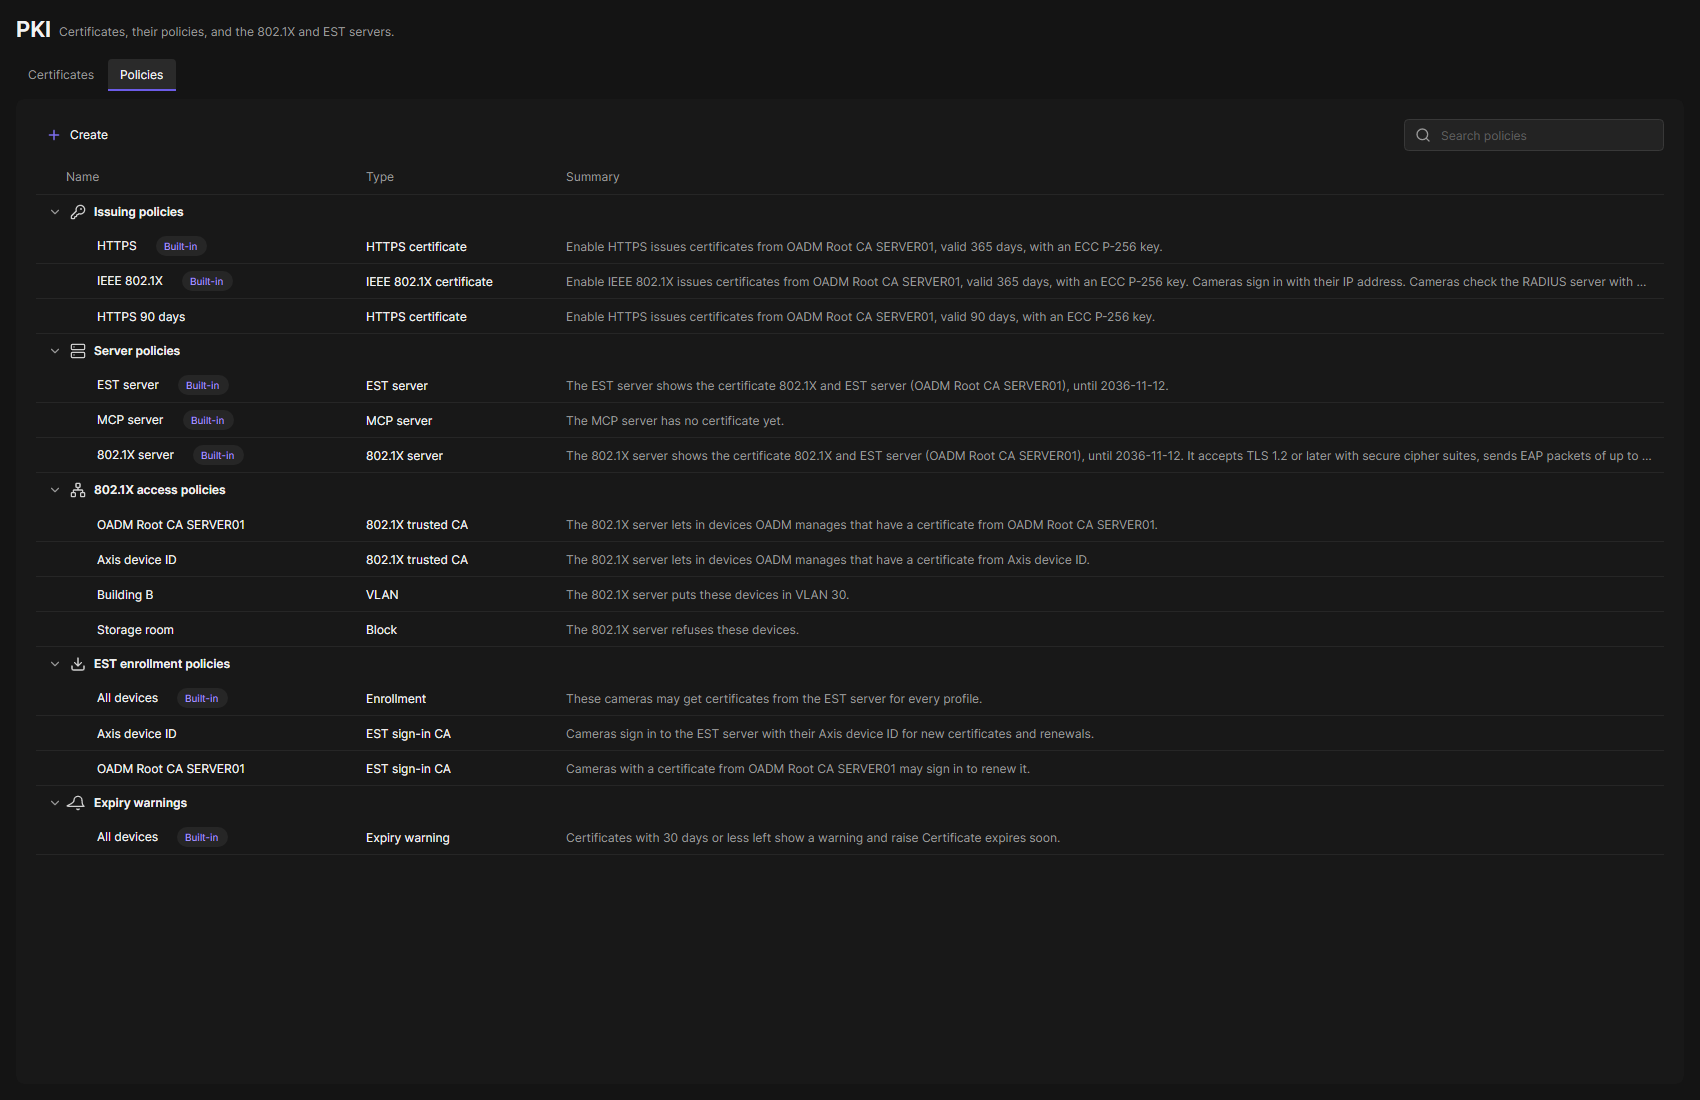 PKI Certificates, their policies, and the 802.1X and EST servers.
Certificates Policies
Create Search policies
Name Type Summary
Issuing policies
HTTPS Built-in HTTPS certificate Enable HTTPS issues certificates from OADM Root CA SERVER01, valid 365 days, with an ECC P-256 key.
IEEE 802.1X Built-in IEEE 802.1X certificate Enable IEEE 802.1X issues certificates from OADM Root CA SERVER01, valid 365 days, with an ECC P-256 key. Cameras sign in with their IP address. Cameras check the RADIUS server with ...
HTTPS 90 days HTTPS certificate Enable HTTPS issues certificates from OADM Root CA SERVER01, valid 90 days, with an ECC P-256 key.
Server policies
EST server Built-in EST server The EST server shows the certificate 802.1X and EST server (OADM Root CA SERVER01), until 2036-11-12.
MCP server Built-in MCP server The MCP server has no certificate yet.
802.1X server Built-in 802.1X server The 802.1X server shows the certificate 802.1X and EST server (OADM Root CA SERVER01), until 2036-11-12. It accepts TLS 1.2 or later with secure cipher suites, sends EAP packets of up to ...
802.1X access policies
OADM Root CA SERVER01 802.1X trusted CA The 802.1X server lets in devices OADM manages that have a certificate from OADM Root CA SERVER01.
Axis device ID 802.1X trusted CA The 802.1X server lets in devices OADM manages that have a certificate from Axis device ID.
Building B VLAN The 802.1X server puts these devices in VLAN 30.
Storage room Block The 802.1X server refuses these devices.
EST enrollment policies
All devices Built-in Enrollment These cameras may get certificates from the EST server for every profile.
Axis device ID EST sign-in CA Cameras sign in to the EST server with their Axis device ID for new certificates and renewals.
OADM Root CA SERVER01 EST sign-in CA Cameras with a certificate from OADM Root CA SERVER01 may sign in to renew it.
Expiry warnings
All devices Built-in Expiry warning Certificates with 30 days or less left show a warning and raise Certificate expires soon.